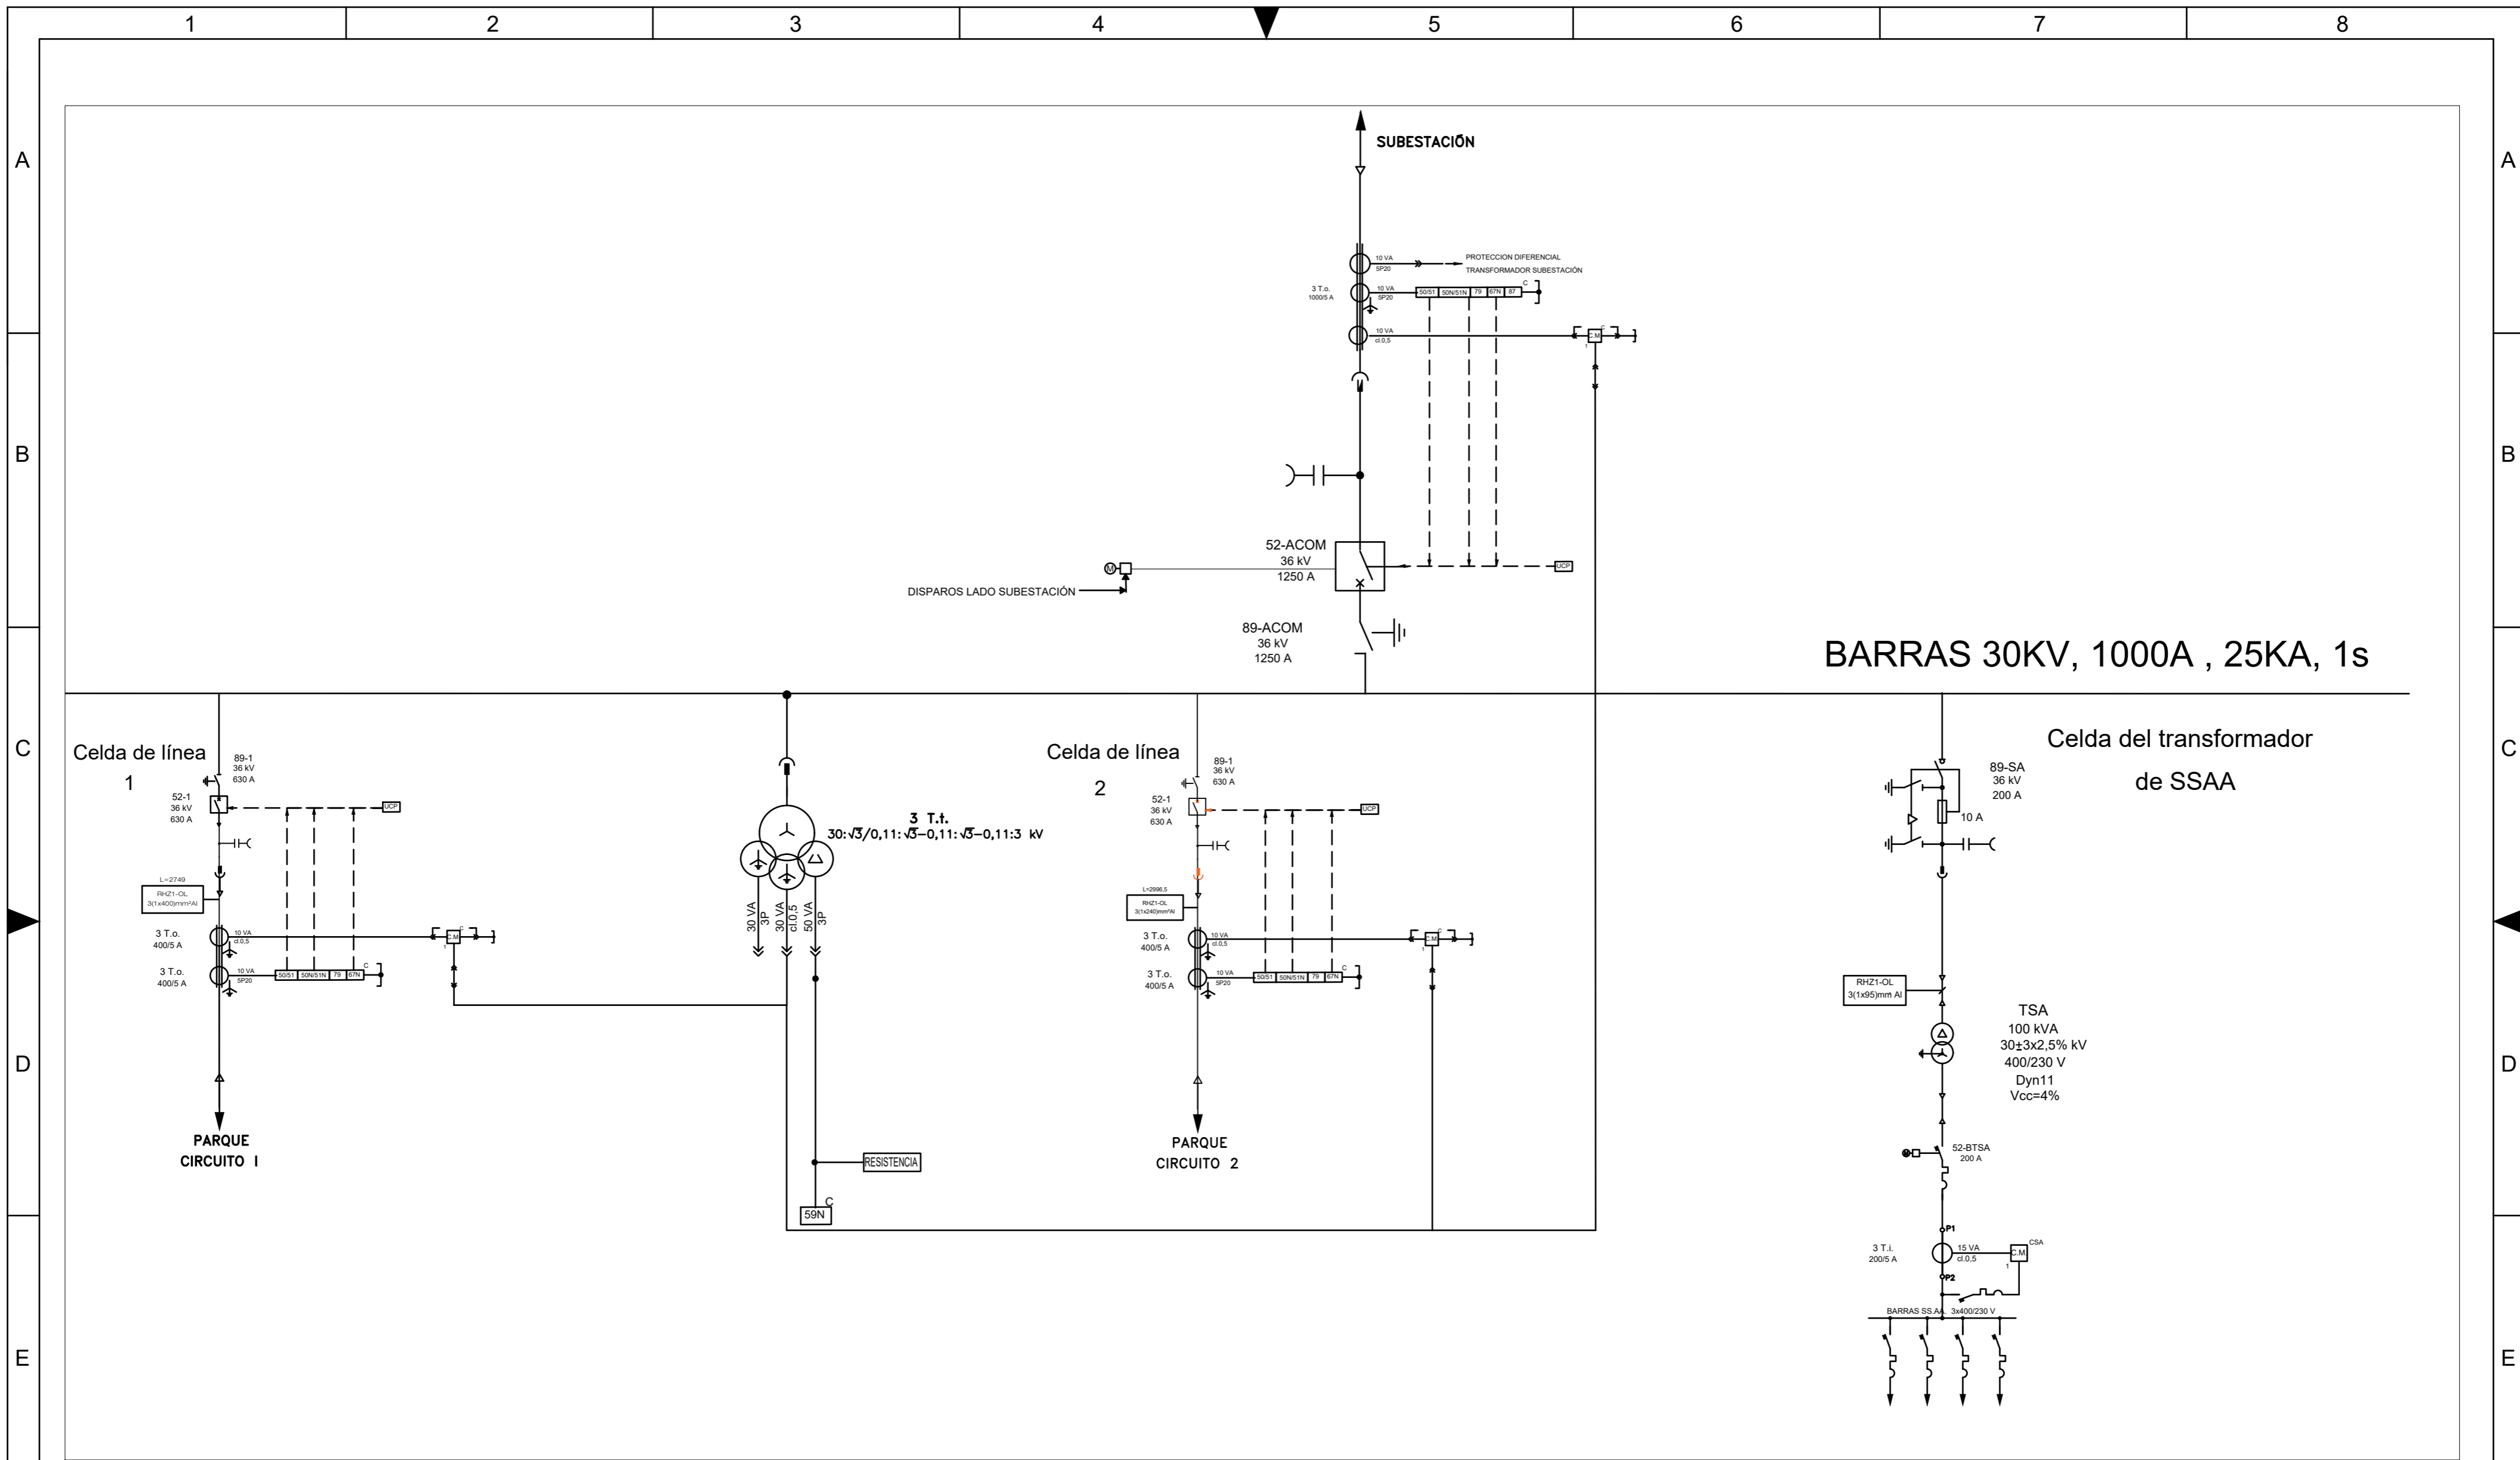 1 2 3 4 5 6 7 8
A A
SUBESTACIÓN
10 VA
5P20
PROTECCION DIFERENCIAL
TRANSFORMADOR SUBESTACIÓN
3 T.o.
1000/5 A
10 VA
5P20
50/51 50N/51N 79 67N 87
C
10 VA
cl.0,5
C.M
C
1
B B
52-ACOM
36 kV
1250 A
UCP
M
DISPAROS LADO SUBESTACIÓN
89-ACOM
36 kV
1250 A
BARRAS 30KV, 1000A , 25KA, 1s
C C
Celda de línea
1
89-1
36 kV
630 A
52-1
36 kV
630 A
UCP
L=2749
RHZ1-OL
3(1x400)mm²Al
3 T.o.
400/5 A
10 VA
cl.0,5
C.M
C
1
3 T.o.
400/5 A
10 VA
5P20
50/51 50N/51N 79 67N
C
PARQUE
CIRCUITO I
3 T.t.
30:√3/0,11:√3-0,11:√3-0,11:3 kV
30 VA
3P
30 VA
cl.0,5
50 VA
3P
RESISTENCIA
59N
C
Celda de línea
2
89-1
36 kV
630 A
52-1
36 kV
630 A
UCP
L=2996,5
RHZ1-OL
3(1x240)mm²Al
3 T.o.
400/5 A
10 VA
cl.0,5
C.M
C
1
3 T.o.
400/5 A
10 VA
5P20
50/51 50N/51N 79 67N
C
PARQUE
CIRCUITO 2
Celda del transformador
de SSAA
89-SA
36 kV
200 A
10 A
D D
RHZ1-OL
3(1x95)mm Al
TSA
100 kVA
30±3x2,5% kV
400/230 V
Dyn11
Vcc=4%
52-BTSA
200 A
M
P1
3 T.i.
200/5 A
15 VA
cl.0,5
C.M.
CSA
1
P2
BARRAS SS.AA. 3x400/230 V
E E